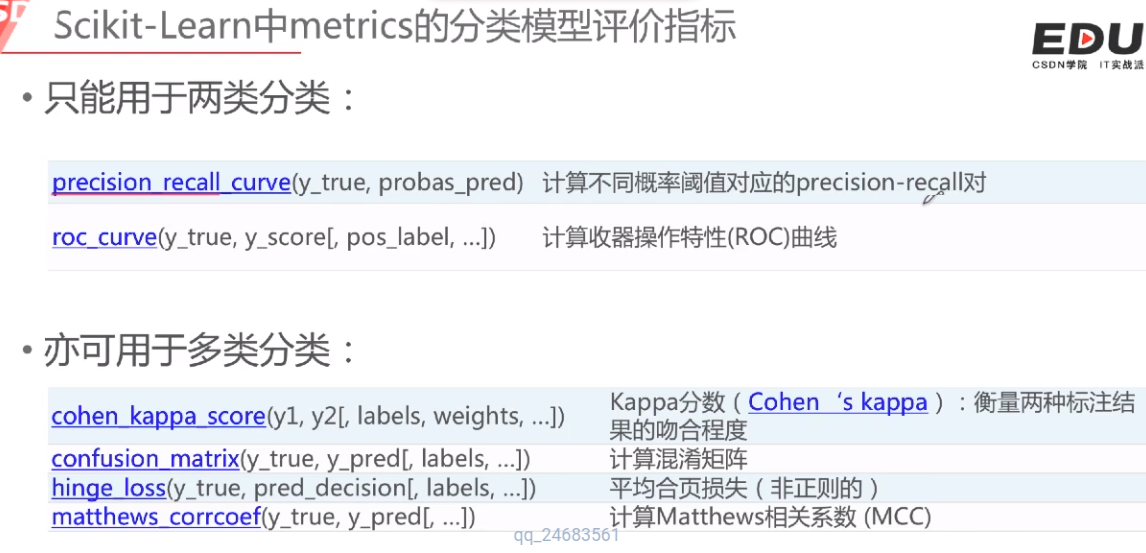 Scikit-Learn中metrics的分类模型评价指标
EDU
CSDN学院 IT实战派
• 只能用于两类分类：
precision_recall_curve(y_true, probas_pred) 计算不同概率阈值对应的precision-recall对
roc_curve(y_true, y_score[, pos_label, ...]) 计算收器操作特性(ROC)曲线
• 亦可用于多类分类：
cohen_kappa_score(y1, y2[, labels, weights, ...]) Kappa分数（Cohen‘s kappa）：衡量两种标注结
果的吻合程度
confusion_matrix(y_true, y_pred[, labels, ...]) 计算混淆矩阵
hinge_loss(y_true, pred_decision[, labels, ...]) 平均合页损失（非正则的）
matthews_corrcoef(y_true, y_pred[, ...]) 计算Matthews相关系数 (MCC)
qq_24683561